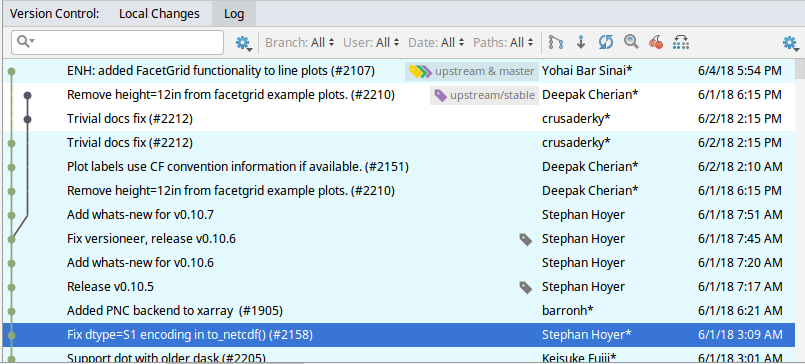 Version Control: Local Changes Log
Branch: All User: All Date: All Paths: All
ENH: added FacetGrid functionality to line plots (#2107) upstream & master Yohai Bar Sinai* 6/4/18 5:54 PM
Remove height=12in from facetgrid example plots. (#2210) upstream/stable Deepak Cherian* 6/1/18 6:15 PM
Trivial docs fix (#2212) crusaderky* 6/2/18 2:15 PM
Trivial docs fix (#2212) crusaderky* 6/2/18 2:15 PM
Plot labels use CF convention information if available. (#2151) Deepak Cherian* 6/2/18 2:10 AM
Remove height=12in from facetgrid example plots. (#2210) Deepak Cherian* 6/1/18 6:15 PM
Add whats-new for v0.10.7 Stephan Hoyer 6/1/18 7:51 AM
Fix versioneer, release v0.10.6 Stephan Hoyer 6/1/18 7:45 AM
Add whats-new for v0.10.6 Stephan Hoyer 6/1/18 7:20 AM
Release v0.10.5 Stephan Hoyer 6/1/18 7:17 AM
Added PNC backend to xarray (#1905) barronh* 6/1/18 6:21 AM
Fix dtype=S1 encoding in to_netcdf() (#2158) Stephan Hoyer* 6/1/18 3:09 AM
Support dot with older dask (#2205) Keisuke Fujii* 6/1/18 3:01 AM